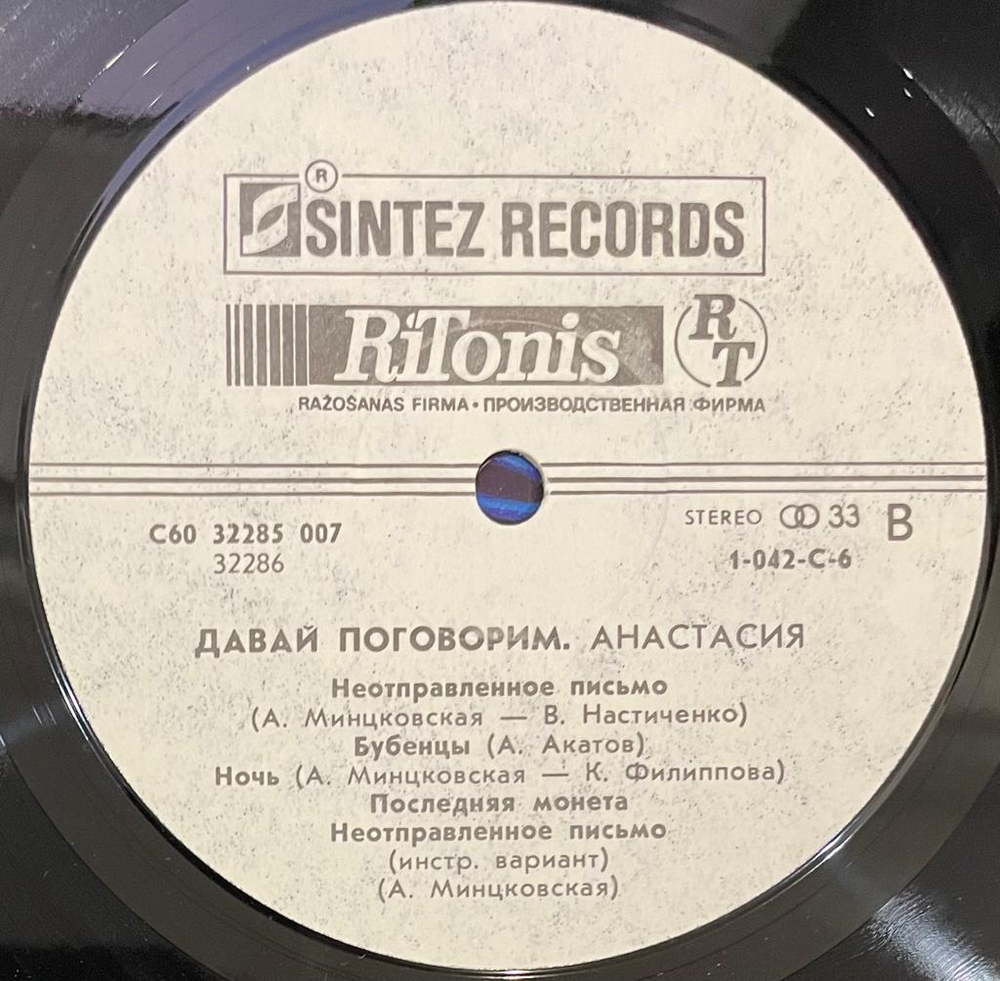 ®
SINTEZ RECORDS
RiTonis RT
RAŽOŠANAS FIRMA • ПРОИЗВОДСТВЕННАЯ ФИРМА
С60 32285 007
32286
STEREO 33 B
1-042-C-6
ДАВАЙ ПОГОВОРИМ. АНАСТАСИЯ
Неотправленное письмо
(А. Минцковская — В. Настиченко)
Бубенцы (А. Акатов)
Ночь (А. Минцковская — К. Филиппова)
Последняя монета
Неотправленное письмо
(инстр. вариант)
(А. Минцковская)